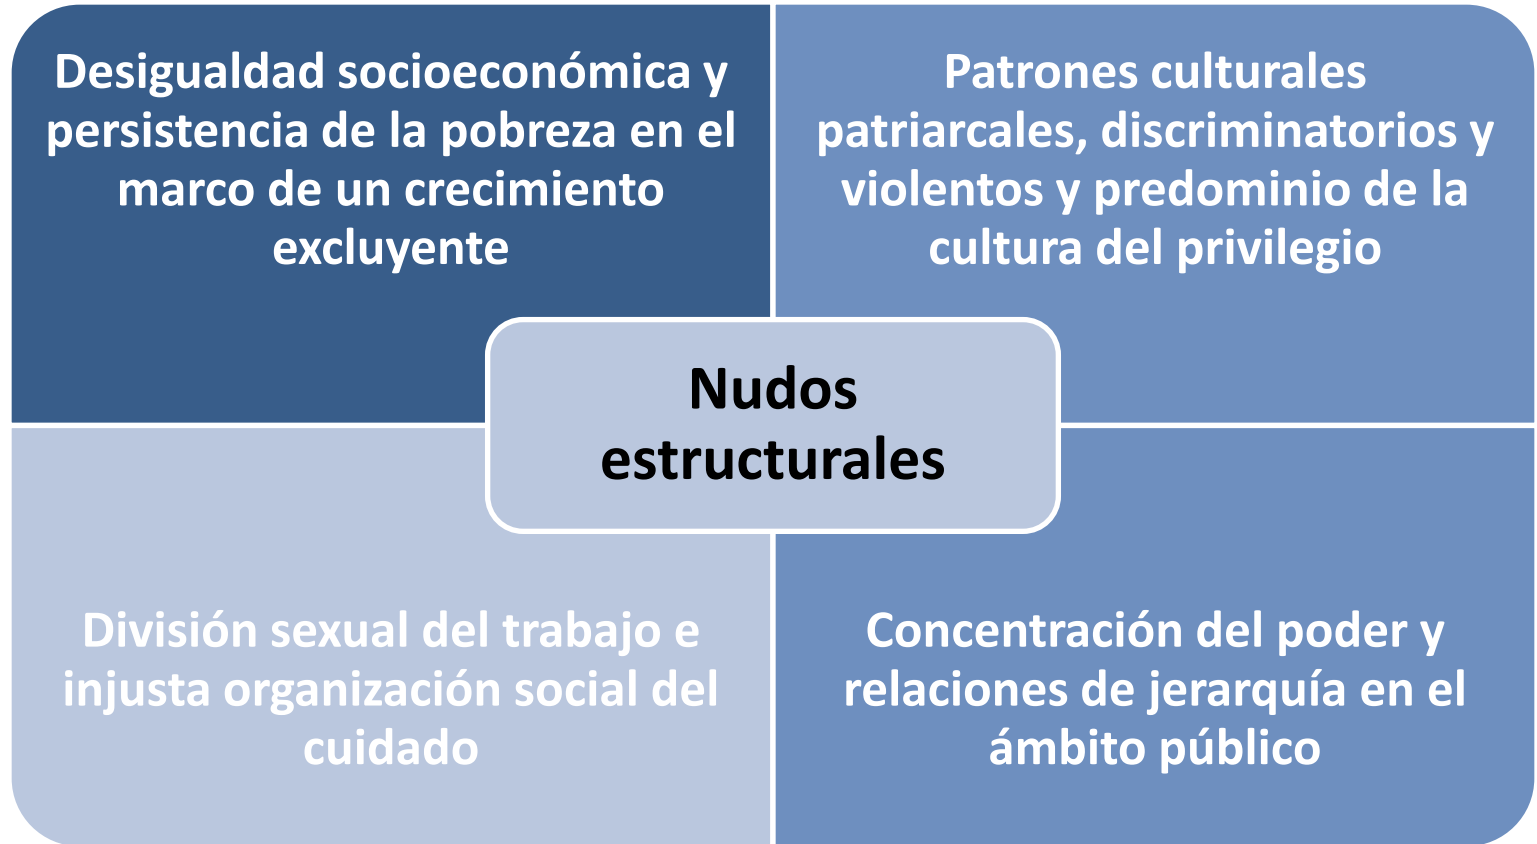 Desigualdad socioeconómica y
persistencia de la pobreza en el
marco de un crecimiento
excluyente
Patrones culturales
patriarcales, discriminatorios y
violentos y predominio de la
cultura del privilegio
Nudos
estructurales
División sexual del trabajo e
injusta organización social del
cuidado
Concentración del poder y
relaciones de jerarquía en el
ámbito público